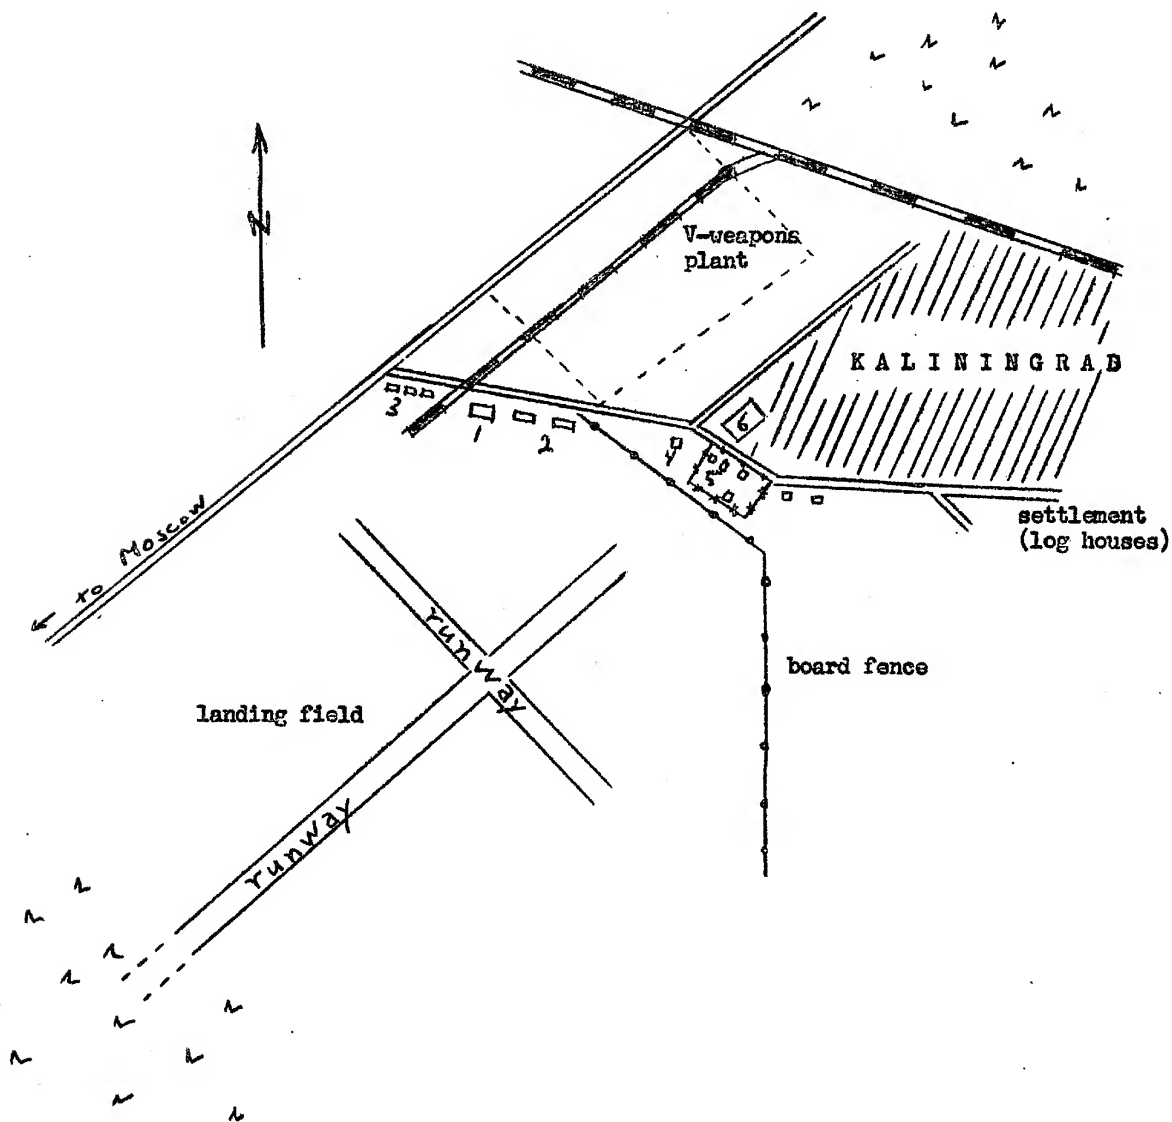 N
V-weapons
plant
KALININGRAD
3
1
2
4
5
6
settlement
(log houses)
to Moscow
runway
board fence
landing field
runway